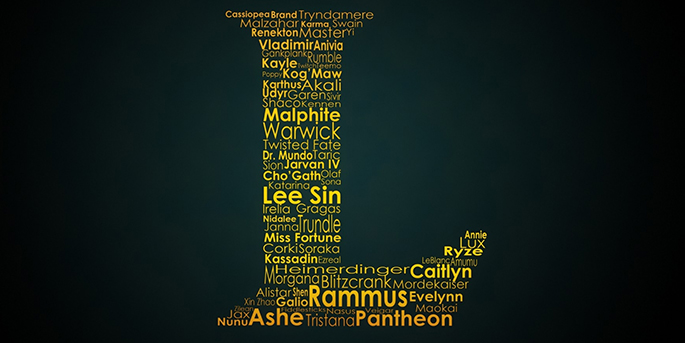 Cassiopea Brand Tryndamere
Malzahar Karma Swain
Renekton Master Yi
Vladimir Anivia
Gankplank Rumble
Kayle Twitch Teemo
Poppy Kog'Maw
Karthus Akali
Udyr Garen Sivir
Shaco Kennen
Malphite
Warwick
Twisted Fate
Dr. Mundo Taric
Sion Jarvan IV
Cho'Gath Olaf
Katarina Sona
Lee Sin
Irelia Gragas
Nidalee
Janna Trundle
Miss Fortune
Corki Soraka
Kassadin Ezreal
Annie
Lux
Ryze
LeBlanc Amumu
Heimerdinger Caitlyn
Morgana Blitzcrank Mordekaiser
Alistar Shen Rammus Evelynn
Xin Zhao Galio Maokai
Zilean Fiddlesticks Nasus Veigar
Jax
Nunu Ashe Tristana Pantheon